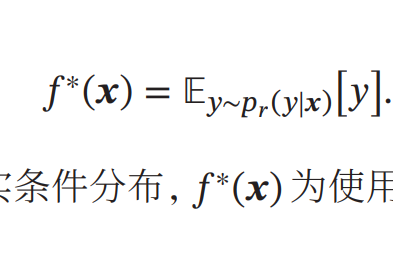 f*(x) = 𝔼_{y∼p_r(y|x)}[y].
实条件分布, f*(x) 为使用